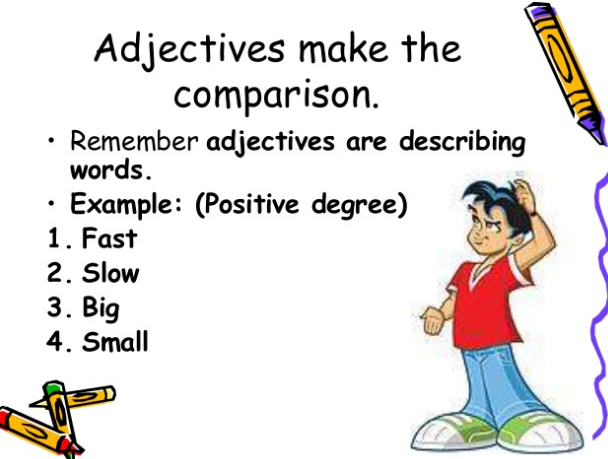 Adjectives make the
comparison.
• Remember adjectives are describing
words.
• Example: (Positive degree)
1. Fast
2. Slow
3. Big
4. Small